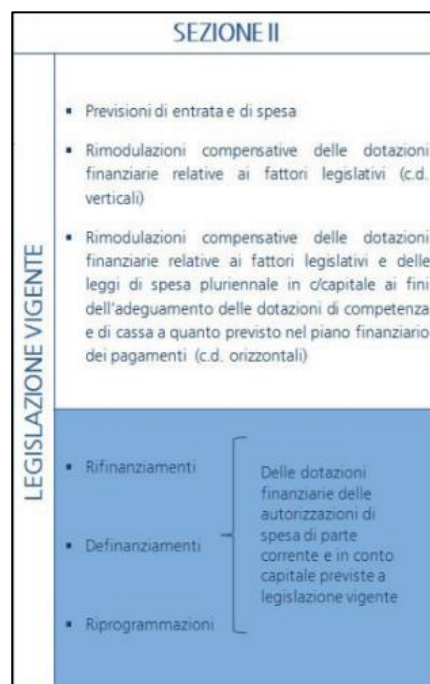 SEZIONE II
LEGISLAZIONE VIGENTE
▪ Previsioni di entrata e di spesa
▪ Rimodulazioni compensative delle dotazioni
finanziarie relative ai fattori legislativi (c.d.
verticali)
▪ Rimodulazioni compensative delle dotazioni
finanziarie relative ai fattori legislativi e delle
leggi di spesa pluriennale in c/capitale ai fini
dell'adeguamento delle dotazioni di competenza
e di cassa a quanto previsto nel piano finanziario
dei pagamenti (c.d. orizzontali)
▪ Rifinanziamenti
▪ Definanziamenti
▪ Riprogrammazioni
Delle dotazioni
finanziarie delle
autorizzazioni di
spesa di parte
corrente e in conto
capitale previste a
legislazione vigente